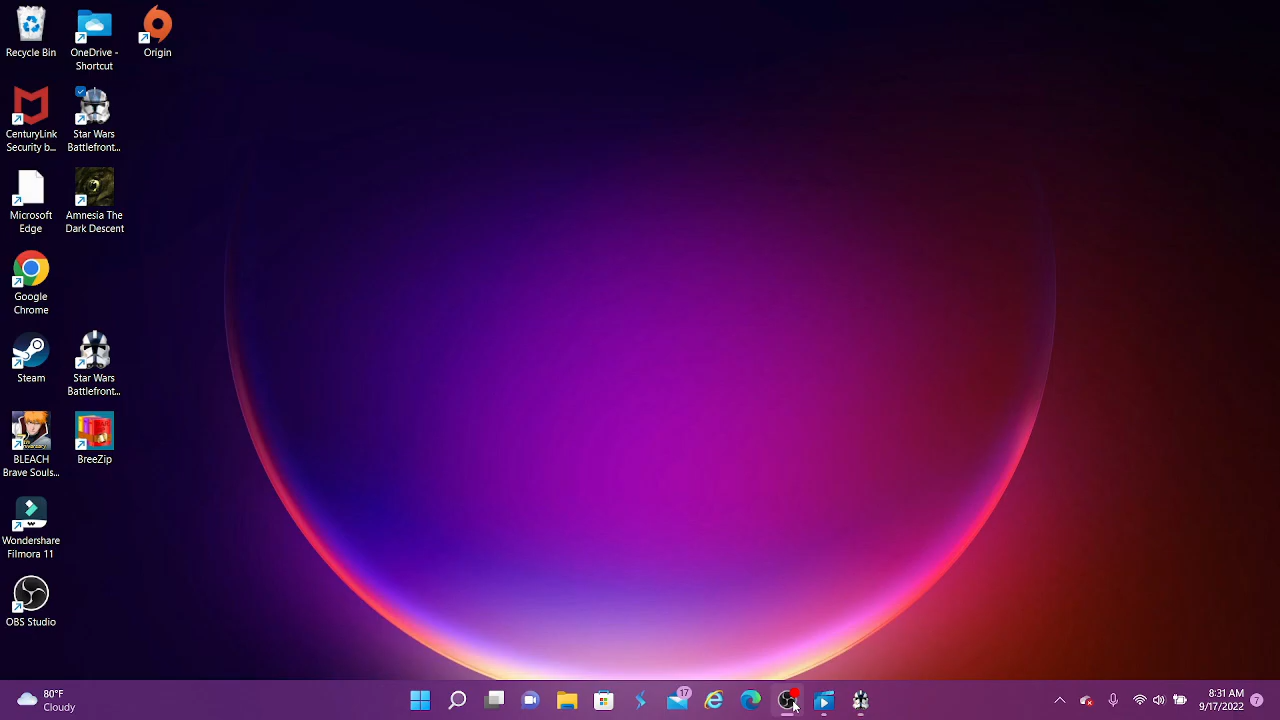 Recycle Bin
OneDrive -
Shortcut
Origin
CenturyLink
Security b...
Star Wars
Battlefront...
Microsoft
Edge
Amnesia The
Dark Descent
Google
Chrome
Steam
Star Wars
Battlefront...
BLEACH
Brave Souls...
BreeZip
Wondershare
Filmora 11
OBS Studio
80°F
Cloudy
17
8:31 AM
9/17/2022
7